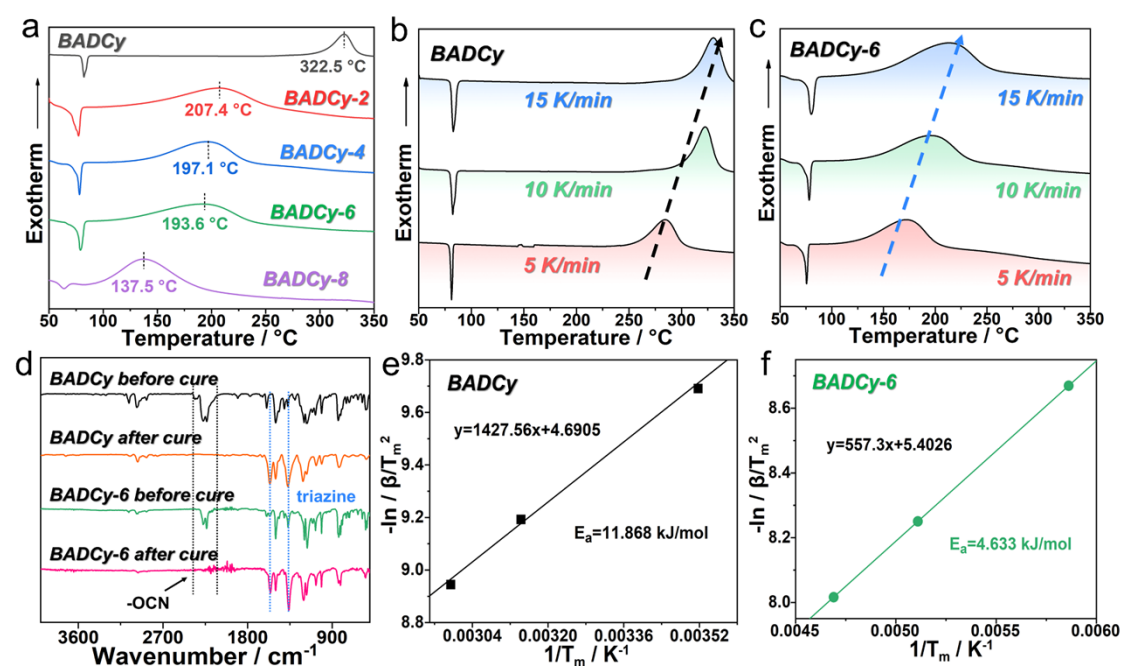 a
BADCy
322.5 °C
BADCy-2
207.4 °C
BADCy-4
197.1 °C
BADCy-6
193.6 °C
BADCy-8
137.5 °C
Exotherm
50 100 150 200 250 300 350
Temperature / °C
b
BADCy
15 K/min
10 K/min
5 K/min
Exotherm
50 100 150 200 250 300 350
Temperature / °C
c
BADCy-6
15 K/min
10 K/min
5 K/min
Exotherm
50 100 150 200 250 300 350
Temperature / °C
d
BADCy before cure
BADCy after cure
triazine
BADCy-6 before cure
BADCy-6 after cure
-OCN
3600 2700 1800 900
Wavenumber / cm⁻¹
e
BADCy
y=1427.56x+4.6905
Eₐ=11.868 kJ/mol
-ln / β/Tₘ²
9.8
9.6
9.4
9.2
9.0
8.8
0.00304 0.00320 0.00336 0.00352
1/Tₘ / K⁻¹
f
BADCy-6
y=557.3x+5.4026
Eₐ=4.633 kJ/mol
-ln / β/Tₘ²
8.6
8.4
8.2
8.0
0.0045 0.0050 0.0055 0.0060
1/Tₘ / K⁻¹